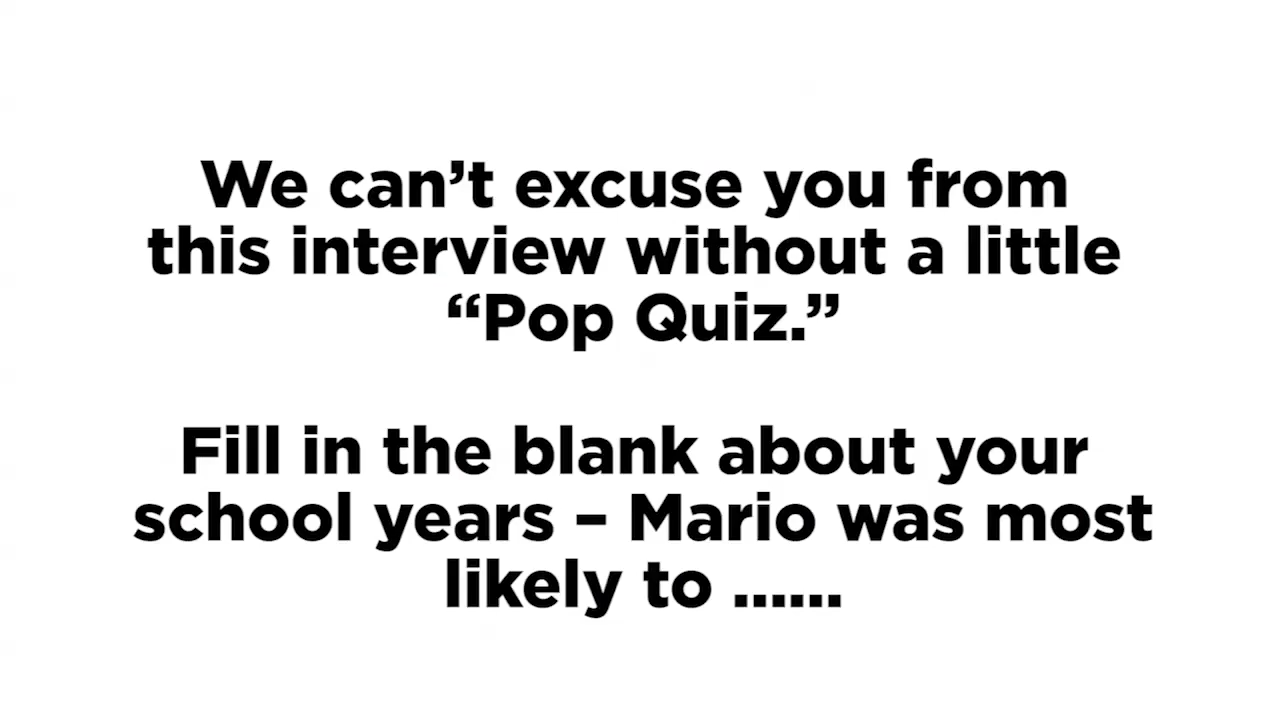 We can’t excuse you from
this interview without a little
“Pop Quiz.”
Fill in the blank about your
school years – Mario was most
likely to ......